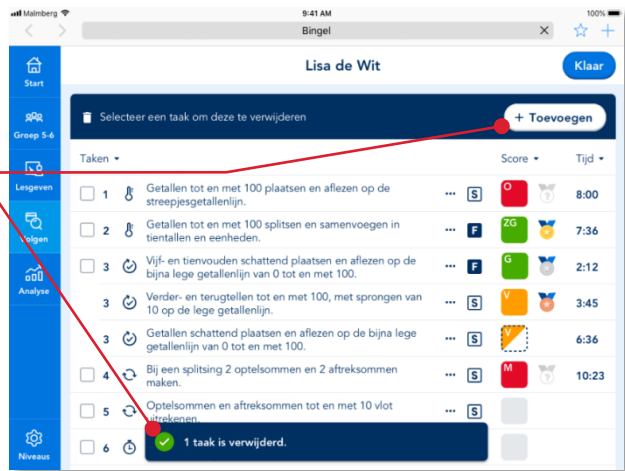 Malmberg 9:41 AM 100%
Bingel
Start
Groep 5-6
Lesgeven
Volgen
Analyse
Niveaus
Lisa de Wit
Klaar
Selecteer een taak om deze te verwijderen
+ Toevoegen
Taken Score Tijd
1 Getallen tot en met 100 plaatsen en aflezen op de
streepjesgetallenlijn.
S O ? 8:00
2 Getallen tot en met 100 splitsen en samenvoegen in
tientallen en eenheden.
F ZG 7:36
3 Vijf- en tienvouden schattend plaatsen en aflezen op de
bijna lege getallenlijn van 0 tot en met 100.
F G 2:12
3 Verder- en terugtellen tot en met 100, met sprongen van
10 op de lege getallenlijn.
S V 3:45
3 Getallen schattend plaatsen en aflezen op de bijna lege
getallenlijn van 0 tot en met 100.
S V 6:36
4 Bij een splitsing 2 optelsommen en 2 aftreksommen
maken.
S M ? 10:23
5 Optelsommen en aftreksommen tot en met 10 vlot
uitrekenen.
S
6
1 taak is verwijderd.